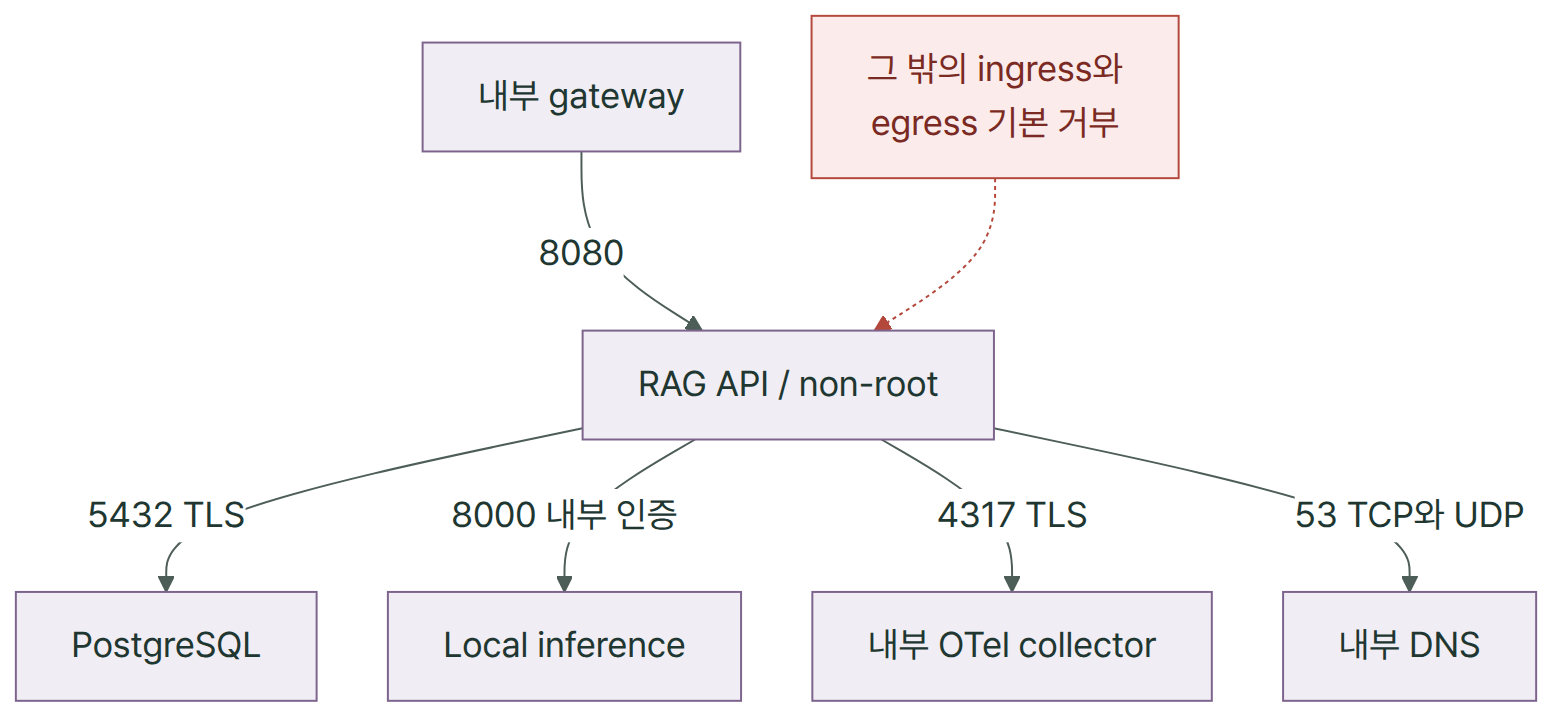 내부 gateway
그 밖의 ingress와
egress 기본 거부
8080
RAG API / non-root
5432 TLS
8000 내부 인증
4317 TLS
53 TCP와 UDP
PostgreSQL
Local inference
내부 OTel collector
내부 DNS